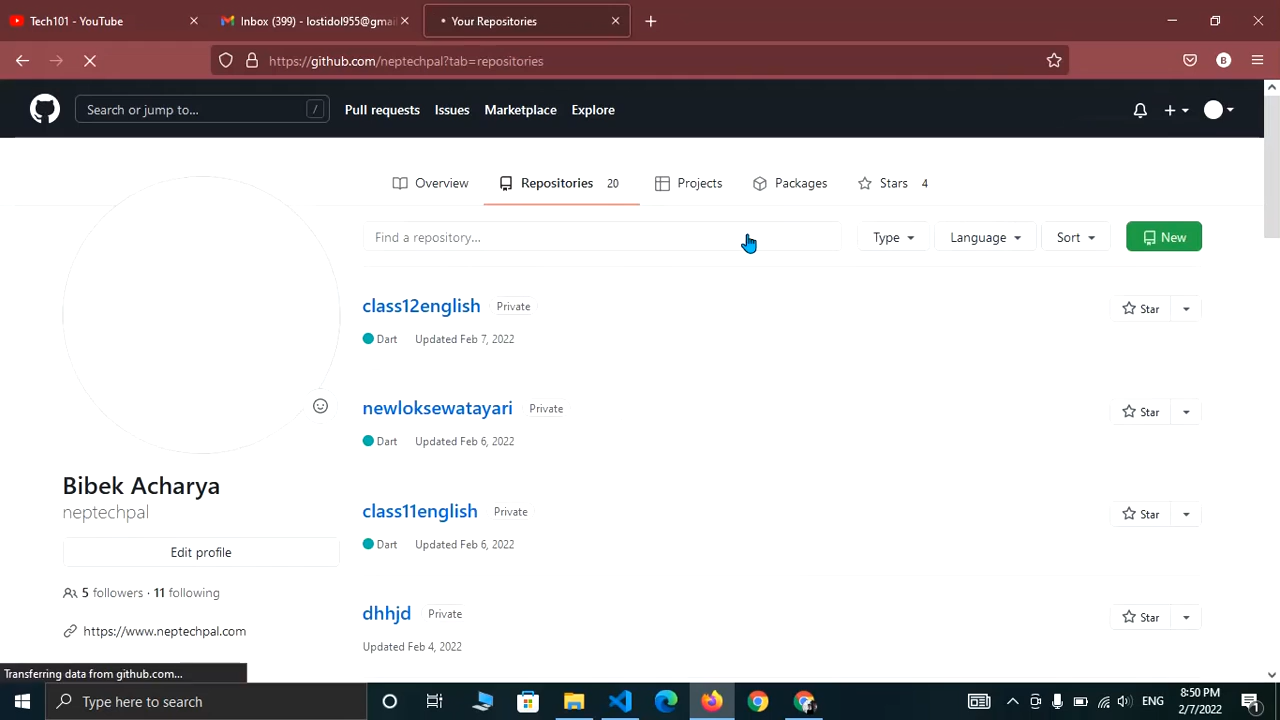 Tech101 - YouTube
Inbox (399) - lostidol955@gmai
Your Repositories
https://github.com/neptechpal?tab=repositories
B
Search or jump to...
/
Pull requests
Issues
Marketplace
Explore
Overview
Repositories 20
Projects
Packages
Stars 4
Find a repository...
Type
Language
Sort
New
class12english Private
Star
Dart Updated Feb 7, 2022
newloksewatayari Private
Star
Dart Updated Feb 6, 2022
Bibek Acharya
neptechpal
class11english Private
Star
Dart Updated Feb 6, 2022
Edit profile
5 followers · 11 following
dhhjd Private
Star
https://www.neptechpal.com
Updated Feb 4, 2022
Transferring data from github.com...
Type here to search
ENG
8:50 PM
2/7/2022
1